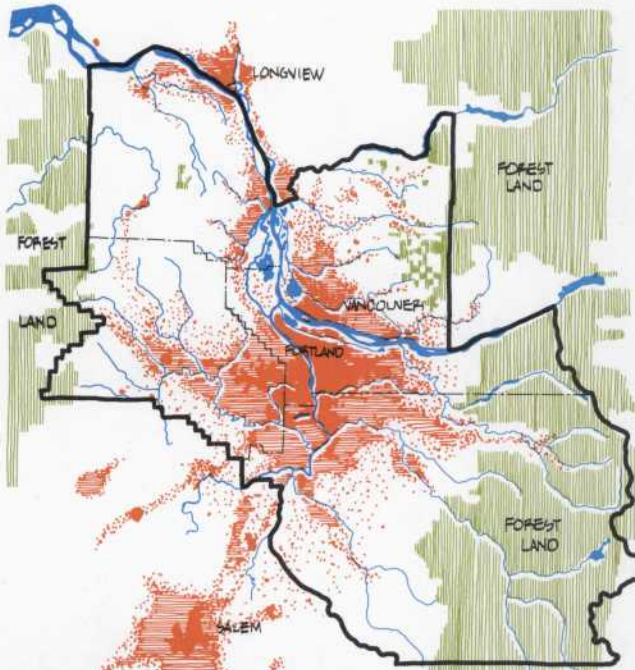 LONGVIEW
FOREST
LAND
FOREST
LAND
VANCOUVER
PORTLAND
FOREST
LAND
SALEM